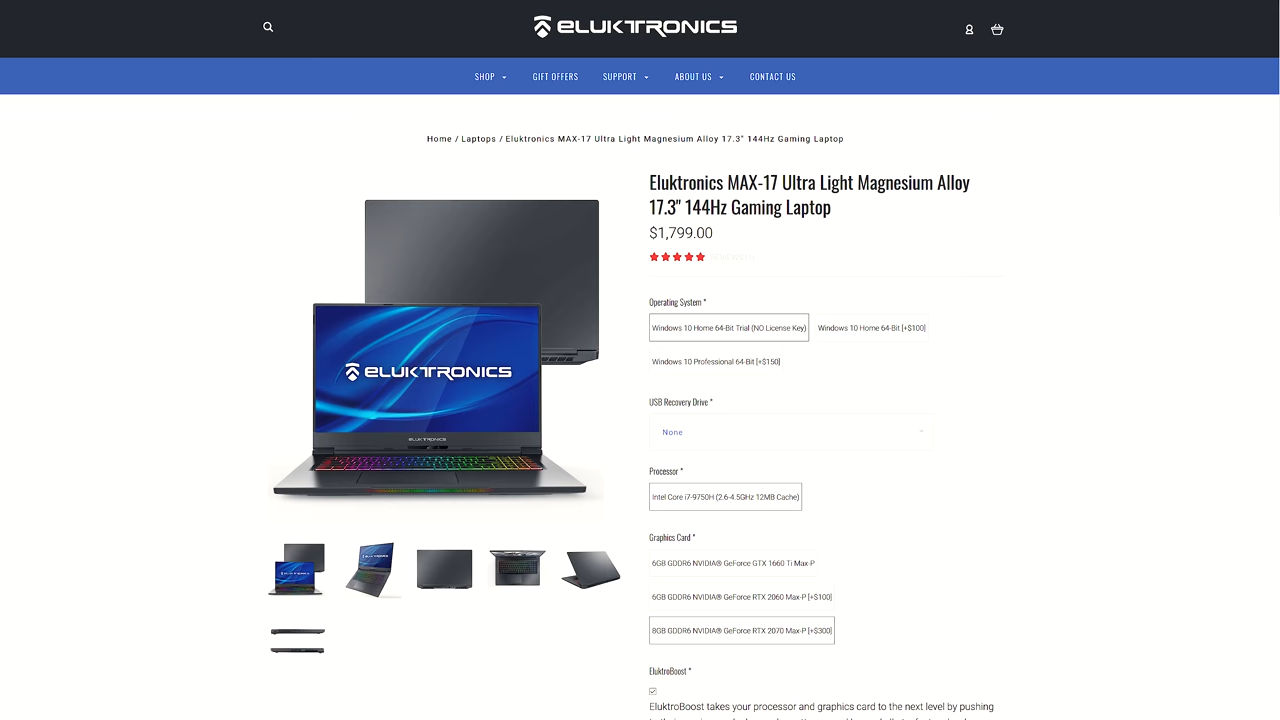 ELUKTRONICS
SHOP GIFT OFFERS SUPPORT ABOUT US CONTACT US
Home / Laptops / Eluktronics MAX-17 Ultra Light Magnesium Alloy 17.3" 144Hz Gaming Laptop
Eluktronics MAX-17 Ultra Light Magnesium Alloy
17.3" 144Hz Gaming Laptop
$1,799.00
Operating System *
Windows 10 Home 64-Bit Trial (NO License Key) Windows 10 Home 64-Bit [+$100]
Windows 10 Professional 64-Bit [+$150]
ELUKTRONICS
USB Recovery Drive *
None
ELUKTRONICS
Processor *
Intel Core i7-9750H (2.6-4.5GHz 12MB Cache)
Graphics Card *
6GB GDDR6 NVIDIA® GeForce GTX 1660 Ti Max-P
6GB GDDR6 NVIDIA® GeForce RTX 2060 Max-P [+$100]
8GB GDDR6 NVIDIA® GeForce RTX 2070 Max-P [+$300]
EluktroBoost *
EluktroBoost takes your processor and graphics card to the next level by pushing